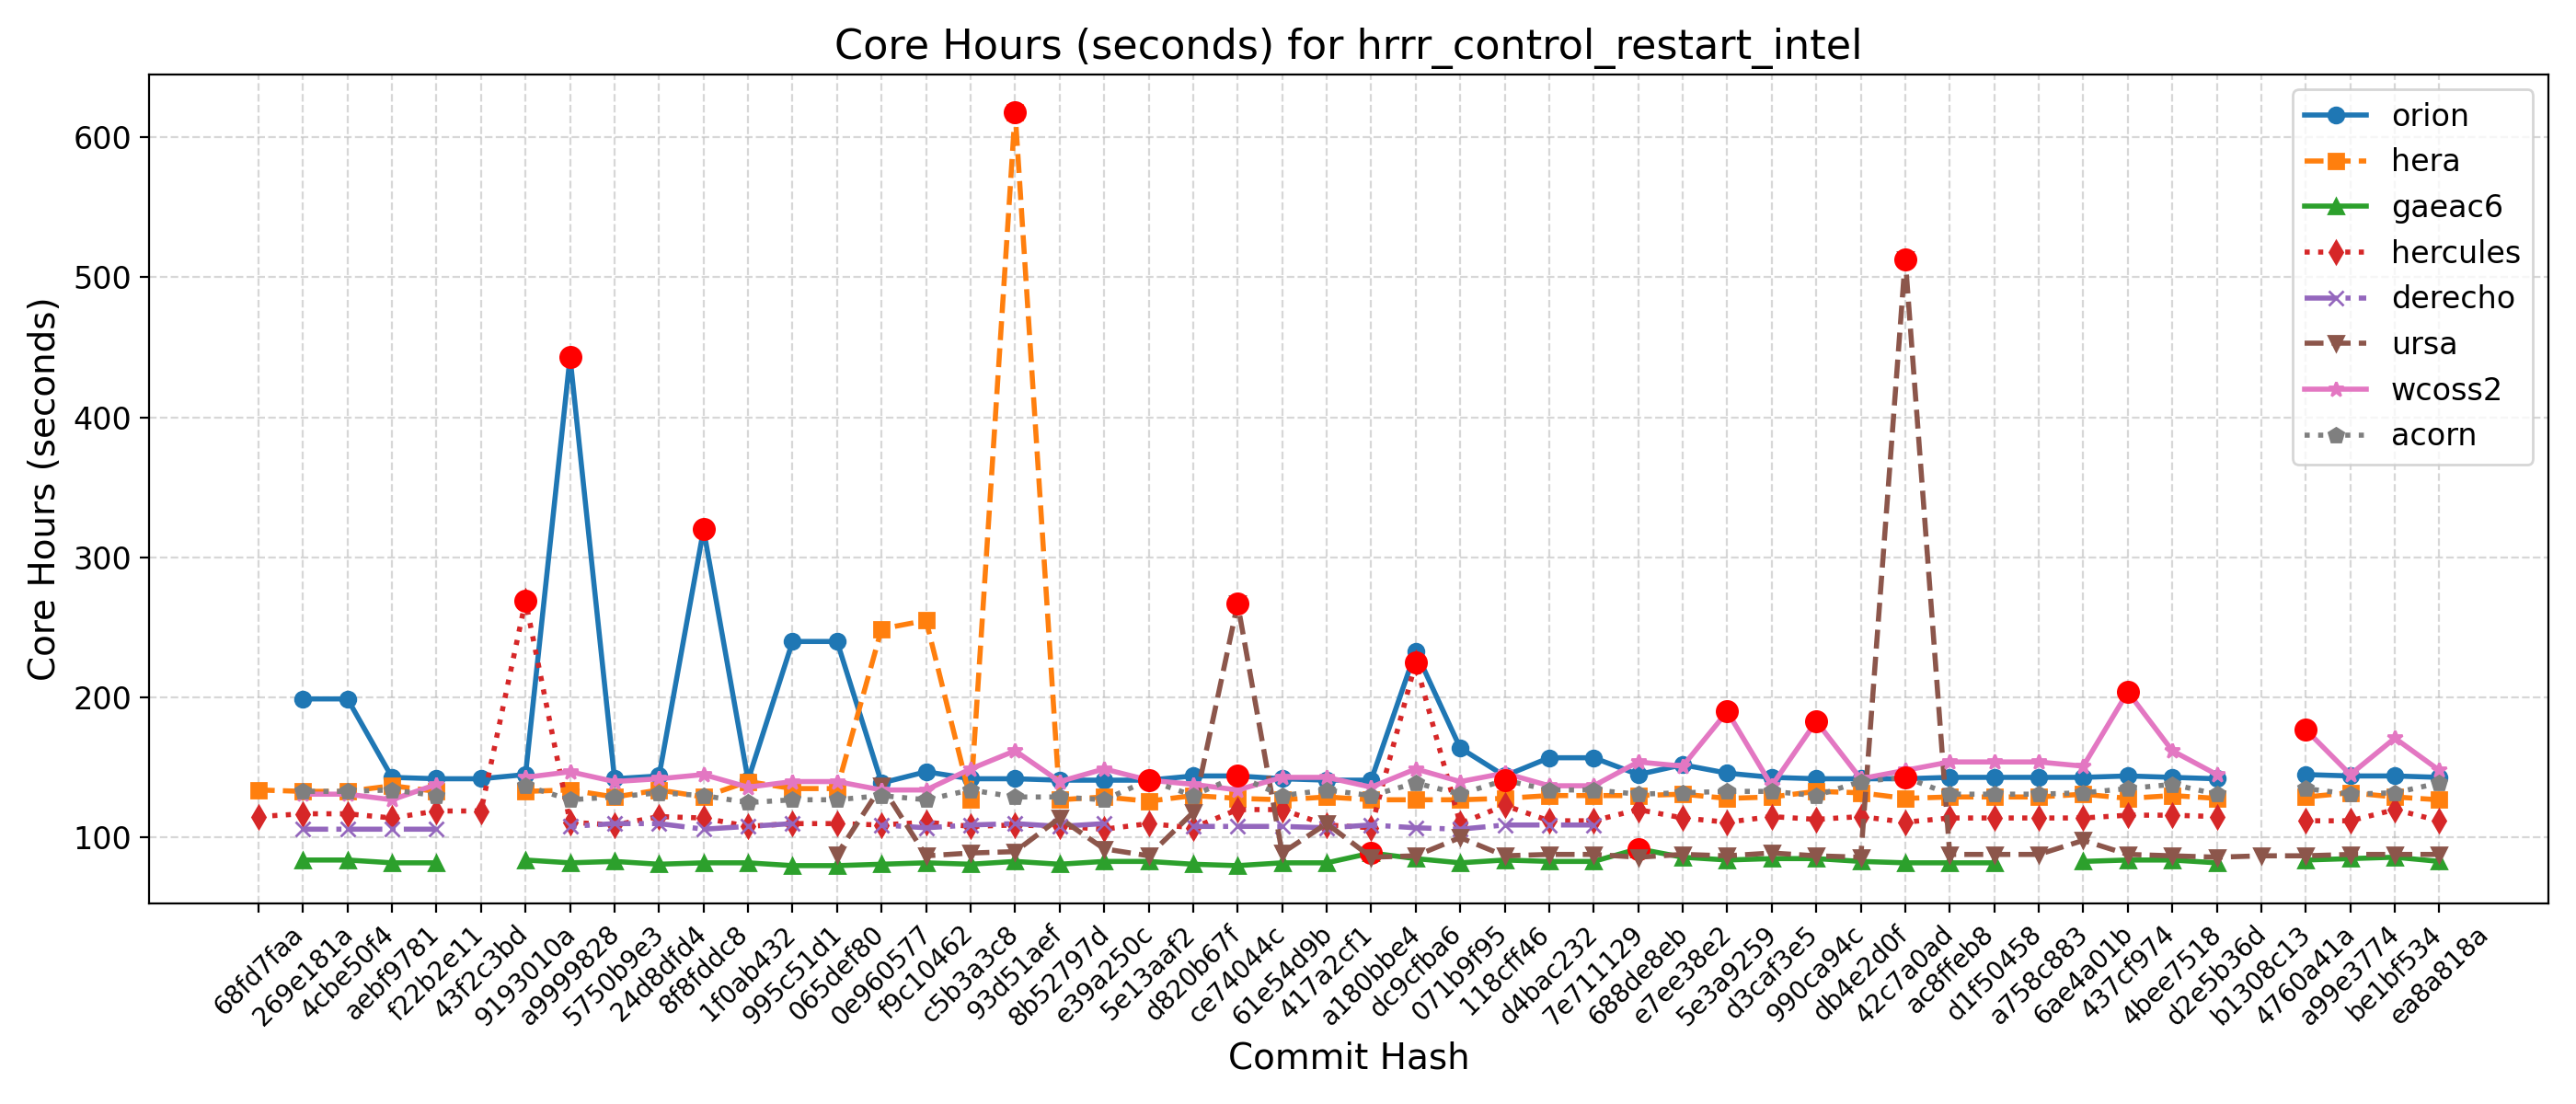 Core Hours (seconds) for hrrr_control_restart_intel
Core Hours (seconds)
600
500
400
300
200
100
orion
hera
gaeac6
hercules
derecho
ursa
wcoss2
acorn
68fd7faa
269e181a
4cbe50f4
aebf9781
f22b2e11
43f2c3bd
9193010a
a9999828
5750b9e3
24d8dfd4
8f8fddc8
1f0ab432
995c51d1
065def80
0e960577
f9c10462
c5b3a3c8
93d51aef
8b52797d
e39a250c
5e13aaf2
d820b67f
ce74044c
61e54d9b
417a2cf1
a180bbe4
dc9cfba6
071b9f95
118cff46
d4bac232
7e711129
688de8eb
e7ee38e2
5e3a9259
d3caf3e5
990ca94c
db4e2d0f
42c7a0ad
ac8ffeb8
d1f50458
a758c883
6ae4a01b
437cf974
4bee7518
d2e5b36d
b1308c13
4760a41a
a99e3774
be1bf534
ea8a818a
Commit Hash